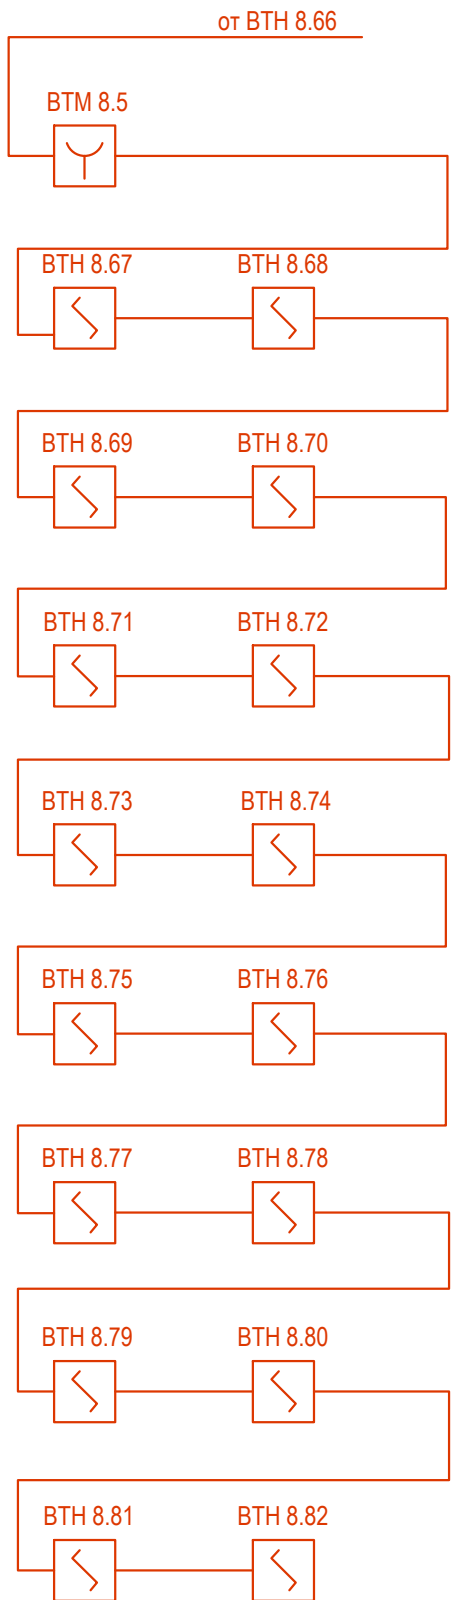 от ВТН 8.66
ВТМ 8.5
ВТН 8.67 ВТН 8.68
ВТН 8.69 ВТН 8.70
ВТН 8.71 ВТН 8.72
ВТН 8.73 ВТН 8.74
ВТН 8.75 ВТН 8.76
ВТН 8.77 ВТН 8.78
ВТН 8.79 ВТН 8.80
ВТН 8.81 ВТН 8.82